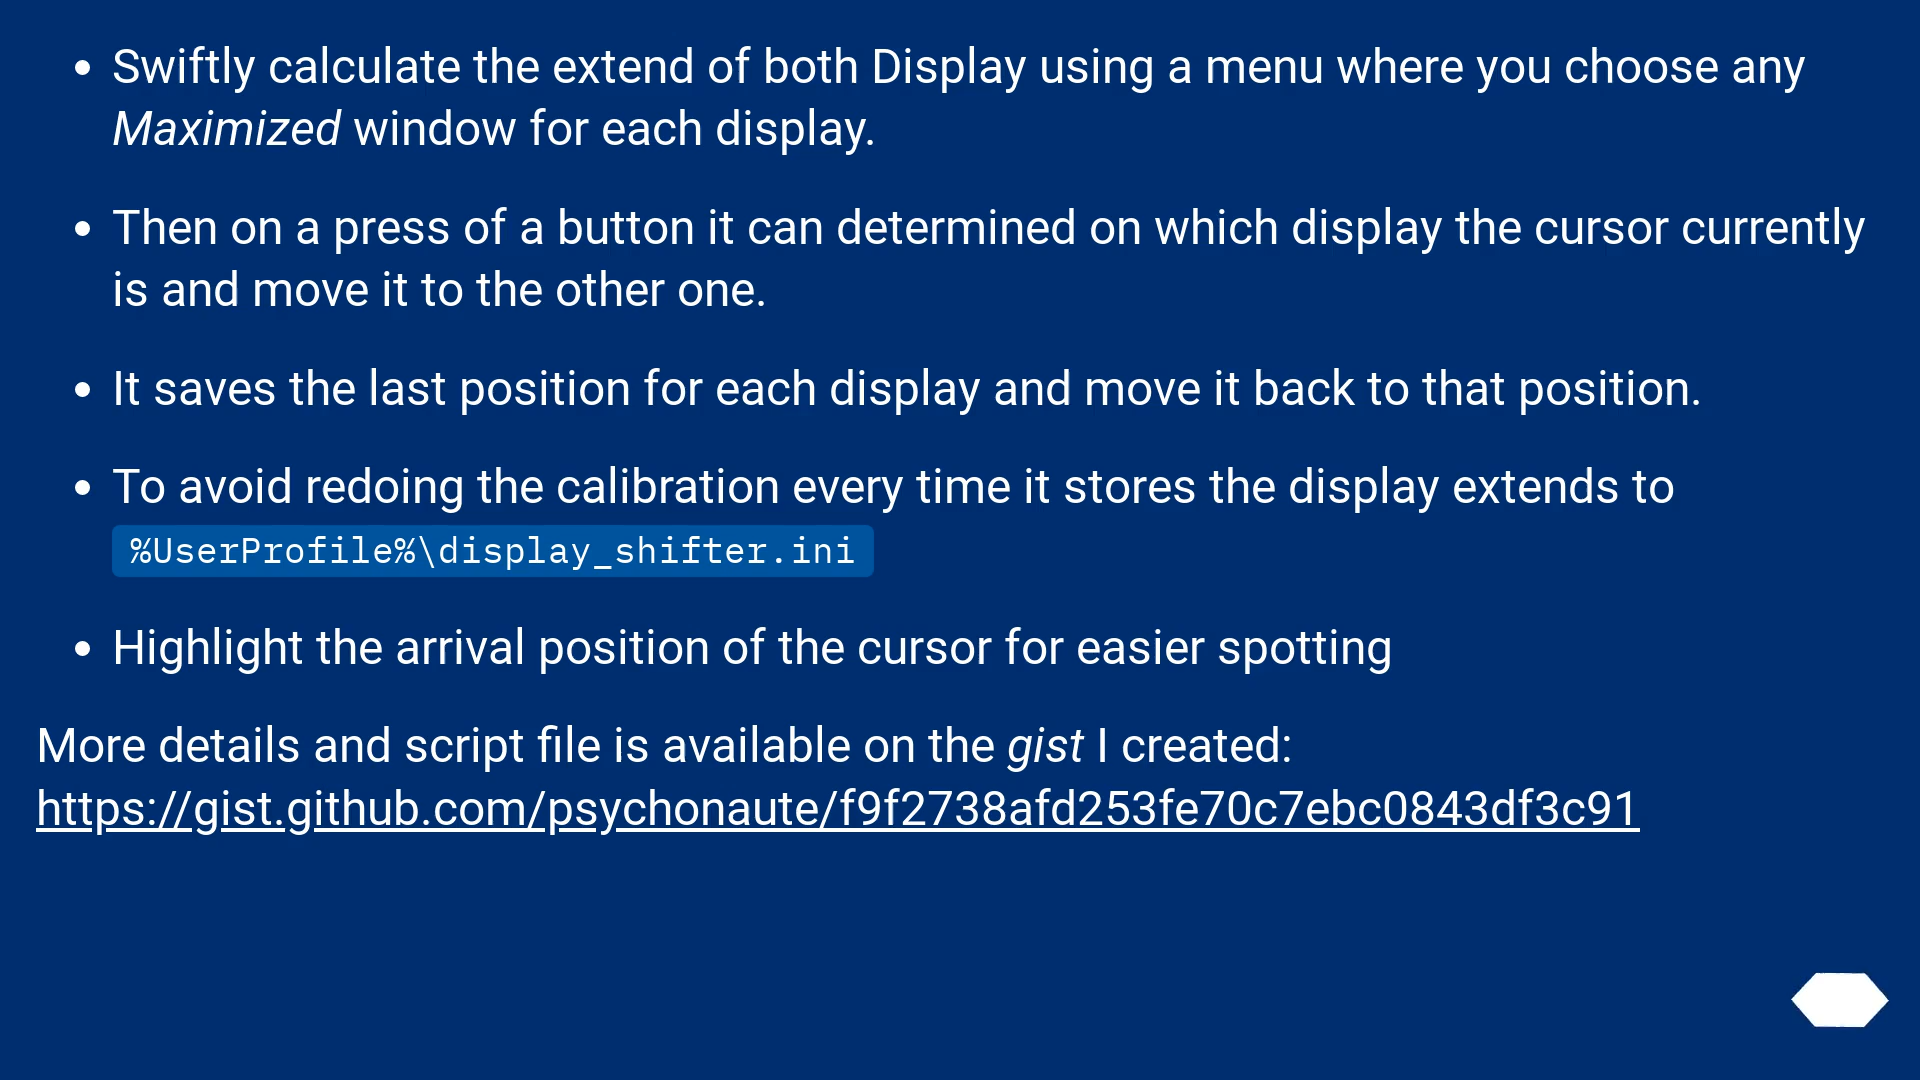 Swiftly calculate the extend of both Display using a menu where you choose any
Maximized window for each display.
Then on a press of a button it can determined on which display the cursor currently
is and move it to the other one.
It saves the last position for each display and move it back to that position.
To avoid redoing the calibration every time it stores the display extends to
%UserProfile%\display_shifter.ini
Highlight the arrival position of the cursor for easier spotting
More details and script file is available on the gist I created:
https://gist.github.com/psychonaute/f9f2738afd253fe70c7ebc0843df3c91